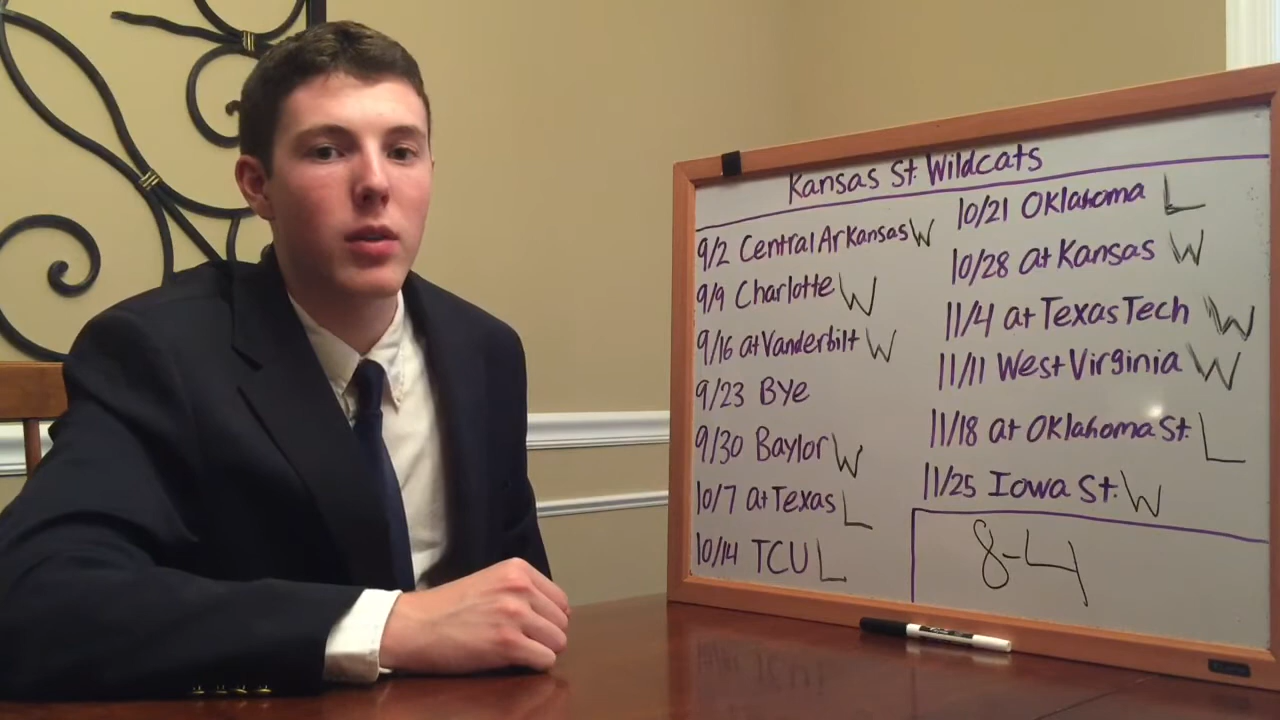 Kansas St. Wildcats
9/2 Central Arkansas W
9/9 Charlotte W
9/16 at Vanderbilt W
9/23 Bye
9/30 Baylor W
10/7 at Texas L
10/14 TCU L
10/21 Oklahoma L
10/28 at Kansas W
11/4 at Texas Tech W
11/11 West Virginia W
11/18 at Oklahoma St. L
11/25 Iowa St. W
8-4